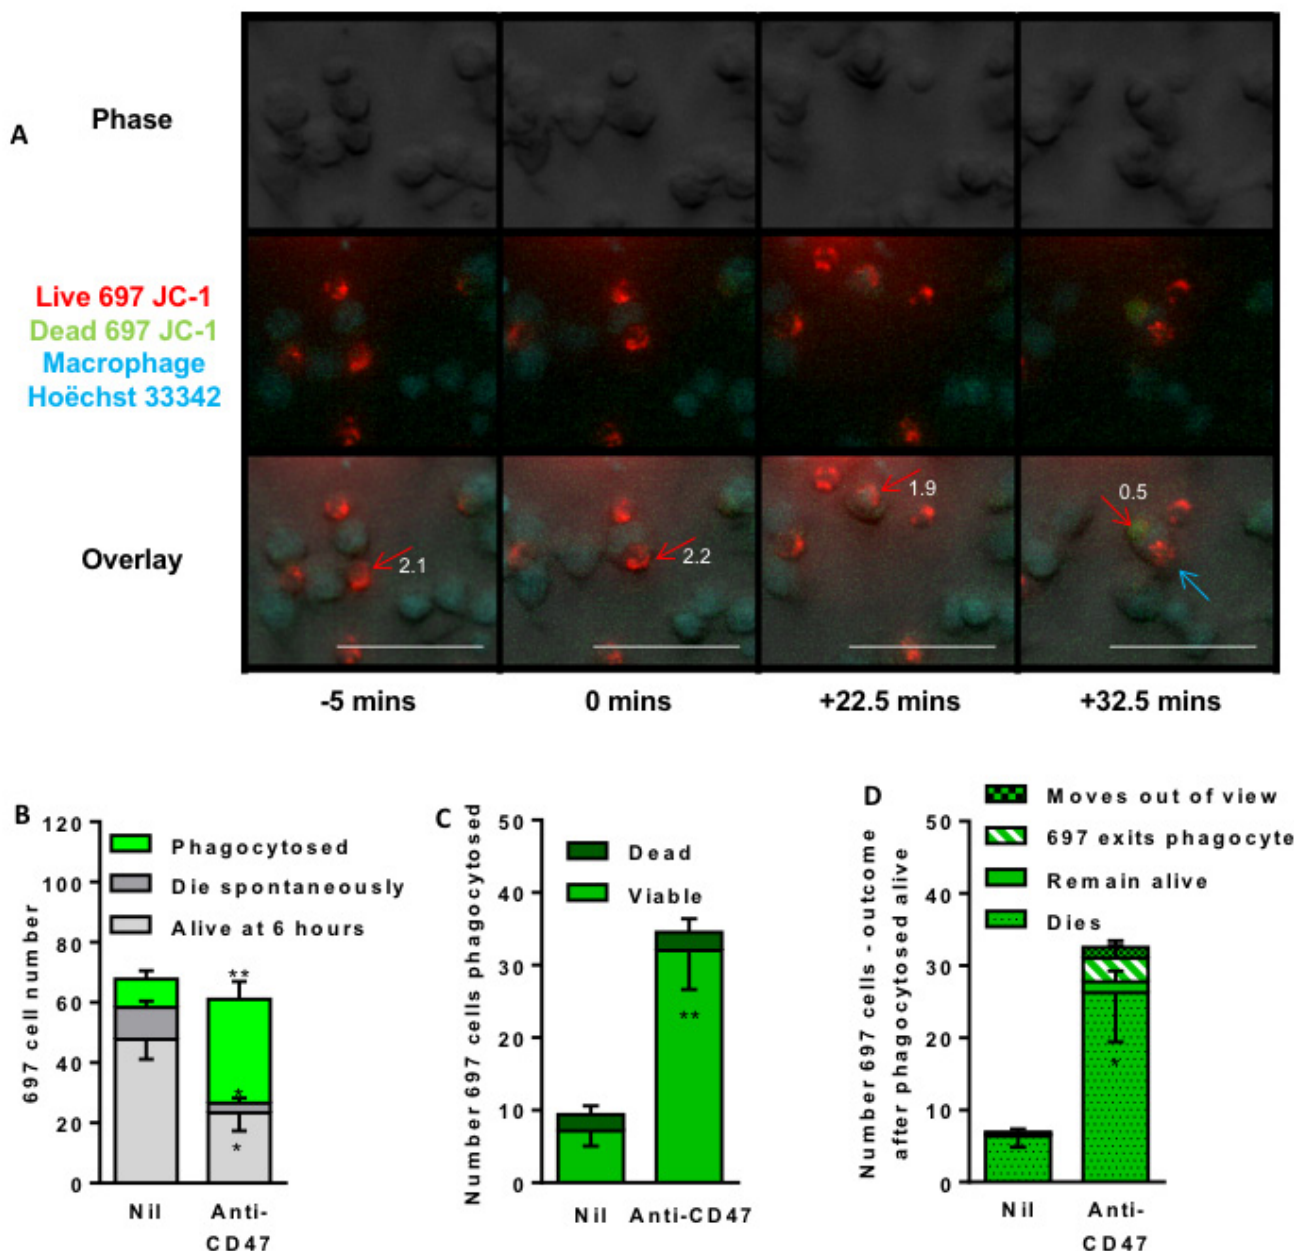 A
Phase
Live 697 JC-1
Dead 697 JC-1
Macrophage
Hoëchst 33342
Overlay
2.1
2.2
1.9
0.5
-5 mins
0 mins
+22.5 mins
+32.5 mins
B
697 cell number
120
100
80
60
40
20
0
Phagocytosed
Die spontaneously
Alive at 6 hours
**
*
*
Nil
Anti-
CD47
C
Number 697 cells phagocytosed
50
40
30
20
10
0
Dead
Viable
**
Nil
Anti-CD47
D
Number 697 cells - outcome
after phagocytosed alive
Moves out of view
697 exits phagocyte
Remain alive
Dies
50
40
30
20
10
0
*
Nil
Anti-
CD47